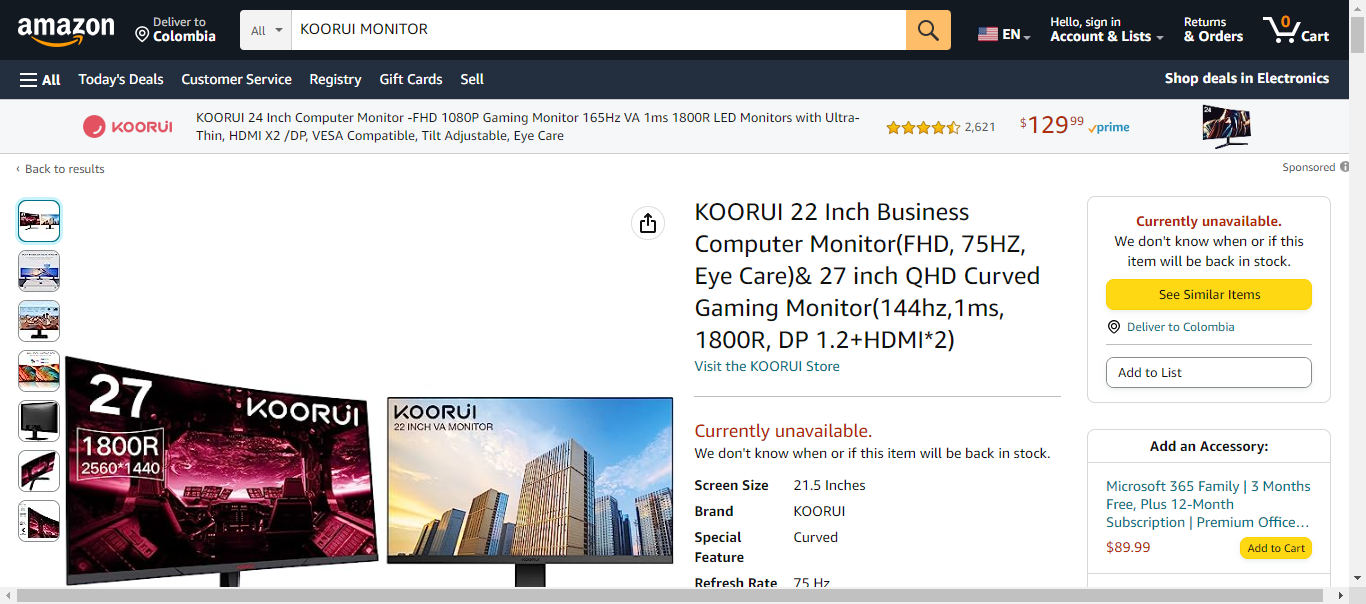 amazon
Deliver to
Colombia
All
KOORUI MONITOR
EN
Hello, sign in
Account & Lists
Returns
& Orders
0
Cart
All
Today's Deals
Customer Service
Registry
Gift Cards
Sell
Shop deals in Electronics
KOORUI
KOORUI 24 Inch Computer Monitor -FHD 1080P Gaming Monitor 165Hz VA 1ms 1800R LED Monitors with Ultra-
Thin, HDMI X2 /DP, VESA Compatible, Tilt Adjustable, Eye Care
2,621
$129.99
prime
24
‹ Back to results
Sponsored
KOORUI 22 Inch Business
Computer Monitor(FHD, 75HZ,
Eye Care)& 27 inch QHD Curved
Gaming Monitor(144hz,1ms,
1800R, DP 1.2+HDMI*2)
Visit the KOORUI Store
Currently unavailable.
We don't know when or if this item will be back in stock.
Screen Size 21.5 Inches
Brand KOORUI
Special
Feature
Curved
Refresh Rate 75 Hz
27
KOORUI
1800R
2560*1440
KOORUI
22 INCH VA MONITOR
Currently unavailable.
We don't know when or if this
item will be back in stock.
See Similar Items
Deliver to Colombia
Add to List
Add an Accessory:
Microsoft 365 Family | 3 Months
Free, Plus 12-Month
Subscription | Premium Office…
$89.99
Add to Cart